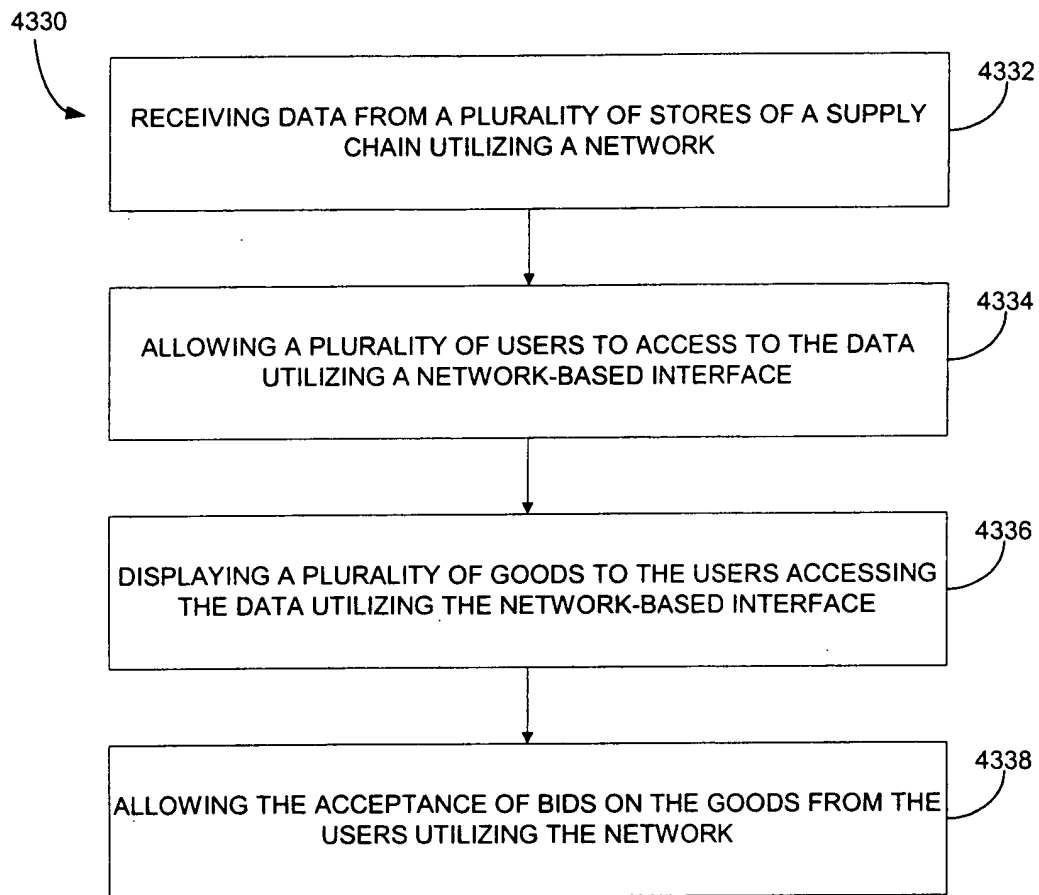 4330
4332
RECEIVING DATA FROM A PLURALITY OF STORES OF A SUPPLY
CHAIN UTILIZING A NETWORK
4334
ALLOWING A PLURALITY OF USERS TO ACCESS TO THE DATA
UTILIZING A NETWORK-BASED INTERFACE
4336
DISPLAYING A PLURALITY OF GOODS TO THE USERS ACCESSING
THE DATA UTILIZING THE NETWORK-BASED INTERFACE
4338
ALLOWING THE ACCEPTANCE OF BIDS ON THE GOODS FROM THE
USERS UTILIZING THE NETWORK